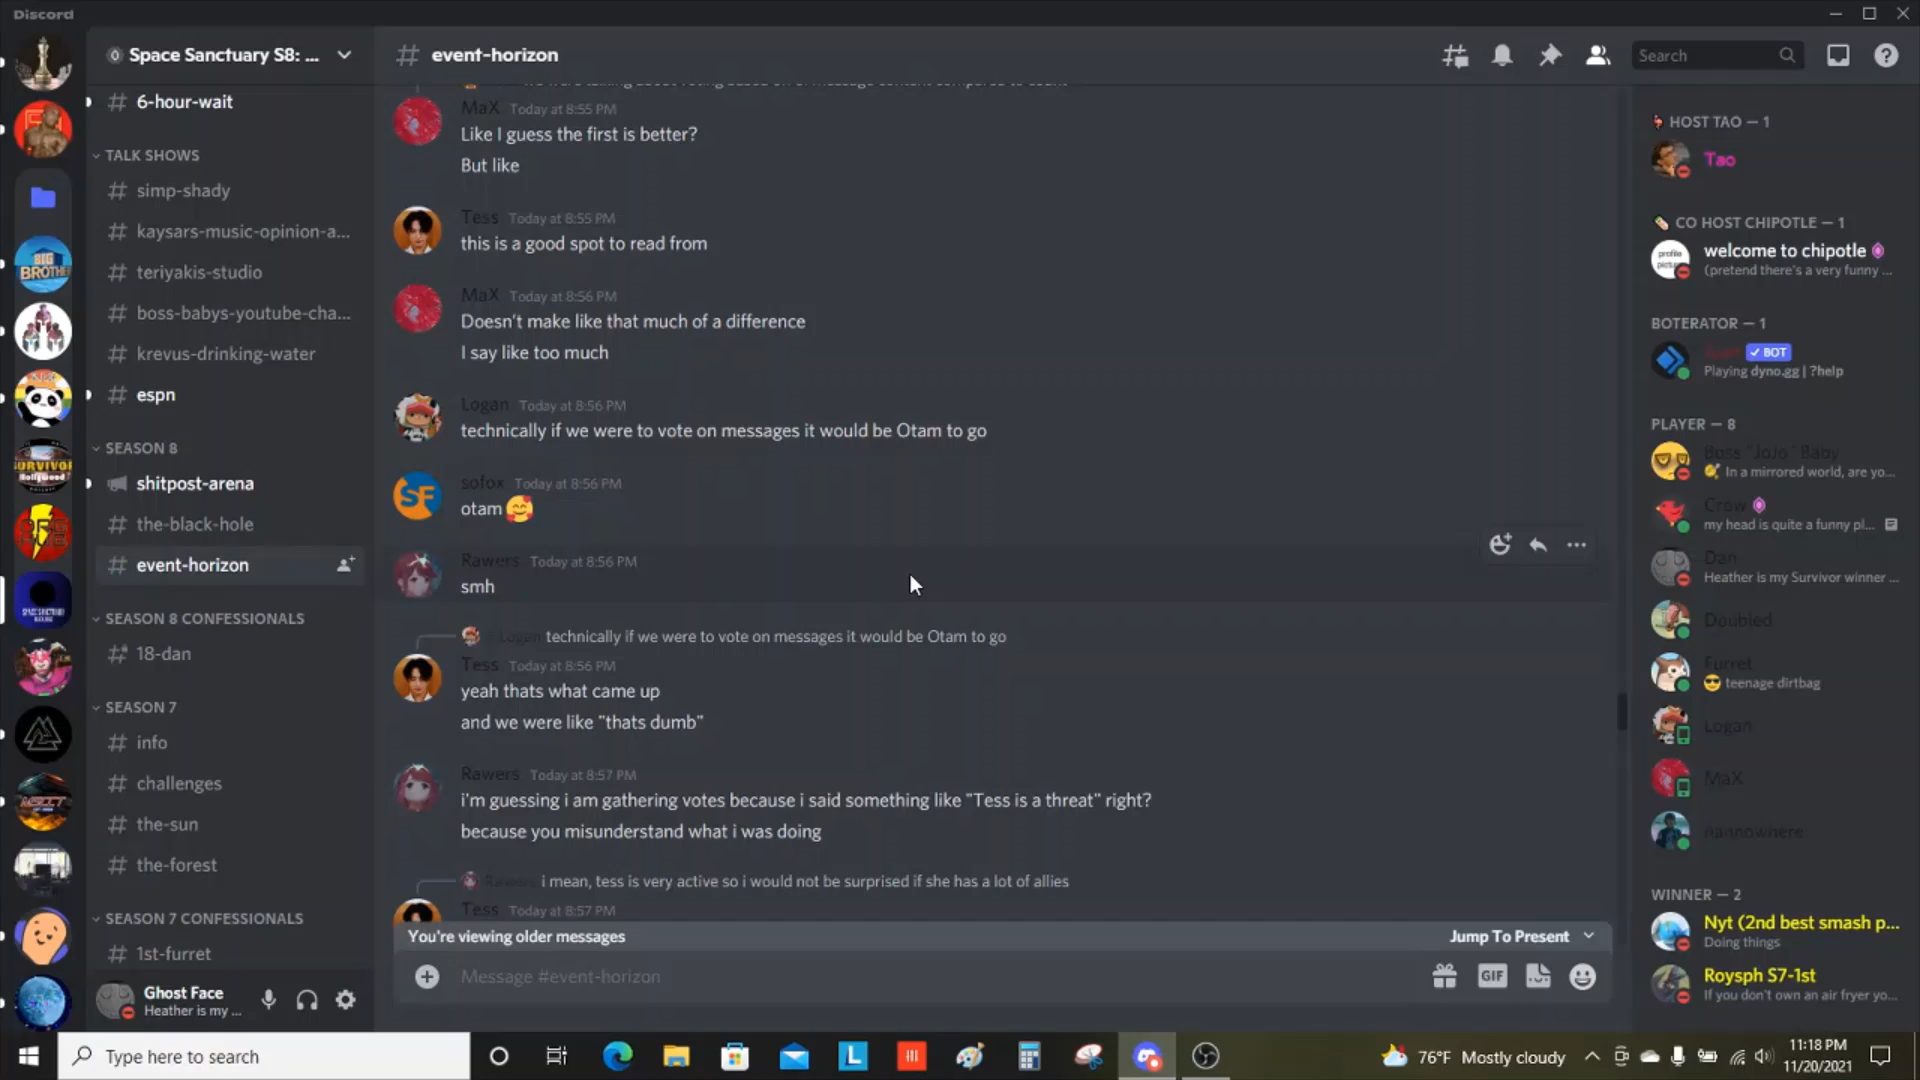 Discord
Space Sanctuary S8: ...
6-hour-wait
TALK SHOWS
simp-shady
kaysars-music-opinion-a...
teriyakis-studio
boss-babys-youtube-cha...
krevus-drinking-water
espn
SEASON 8
shitpost-arena
the-black-hole
event-horizon
SEASON 8 CONFESSIONALS
18-dan
SEASON 7
info
challenges
the-sun
the-forest
SEASON 7 CONFESSIONALS
1st-furret
Ghost Face
Heather is my ...
event-horizon
Search
MaX Today at 8:55 PM
Like I guess the first is better?
But like
Tess Today at 8:55 PM
this is a good spot to read from
MaX Today at 8:56 PM
Doesn't make like that much of a difference
I say like too much
Logan Today at 8:56 PM
technically if we were to vote on messages it would be Otam to go
SF
sofox Today at 8:56 PM
otam
Rawers Today at 8:56 PM
smh
Logan technically if we were to vote on messages it would be Otam to go
Tess Today at 8:56 PM
yeah thats what came up
and we were like "thats dumb"
Rawers Today at 8:57 PM
i'm guessing i am gathering votes because i said something like "Tess is a threat" right?
because you misunderstand what i was doing
Rawers i mean, tess is very active so i would not be surprised if she has a lot of allies
Tess Today at 8:57 PM
You're viewing older messages
Jump To Present
Message #event-horizon
GIF
HOST TAO — 1
Tao
CO HOST CHIPOTLE — 1
welcome to chipotle
(pretend there's a very funny ...
BOTERATOR — 1
BOT
Playing dyno.gg | ?help
PLAYER — 8
Boss "JoJo" Baby
In a mirrored world, are yo...
Crow
my head is quite a funny pl...
Dan
Heather is my Survivor winner ...
Doubled
Furret
teenage dirtbag
Logan
MaX
nannowhere
WINNER — 2
Nyt (2nd best smash p...
Doing things
Roysph S7-1st
If you don't own an air fryer yo...
BIG
BROTHER
SURVIVOR
Type here to search
L
76°F Mostly cloudy
11:18 PM
11/20/2021